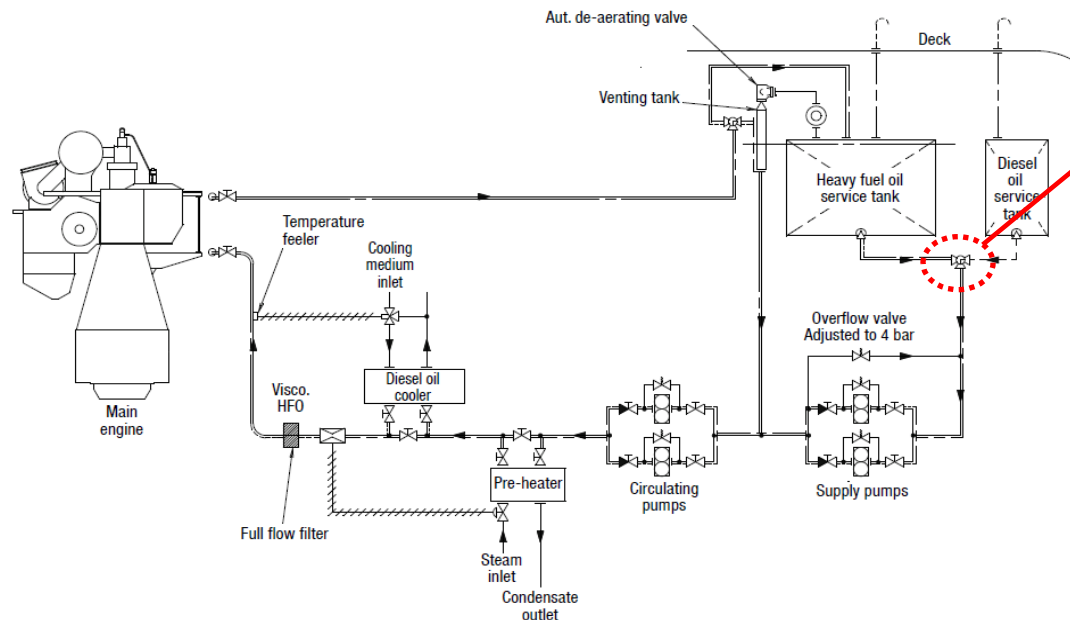 Aut. de-aerating valve
Deck
Venting tank
Heavy fuel oil
service tank
Diesel
oil
service
tank
Temperature
feeler
Cooling
medium
inlet
Overflow valve
Adjusted to 4 bar
Diesel oil
cooler
Visco.
HFO
Main
engine
Pre-heater
Circulating
pumps
Supply pumps
Full flow filter
Steam
inlet
Condensate
outlet